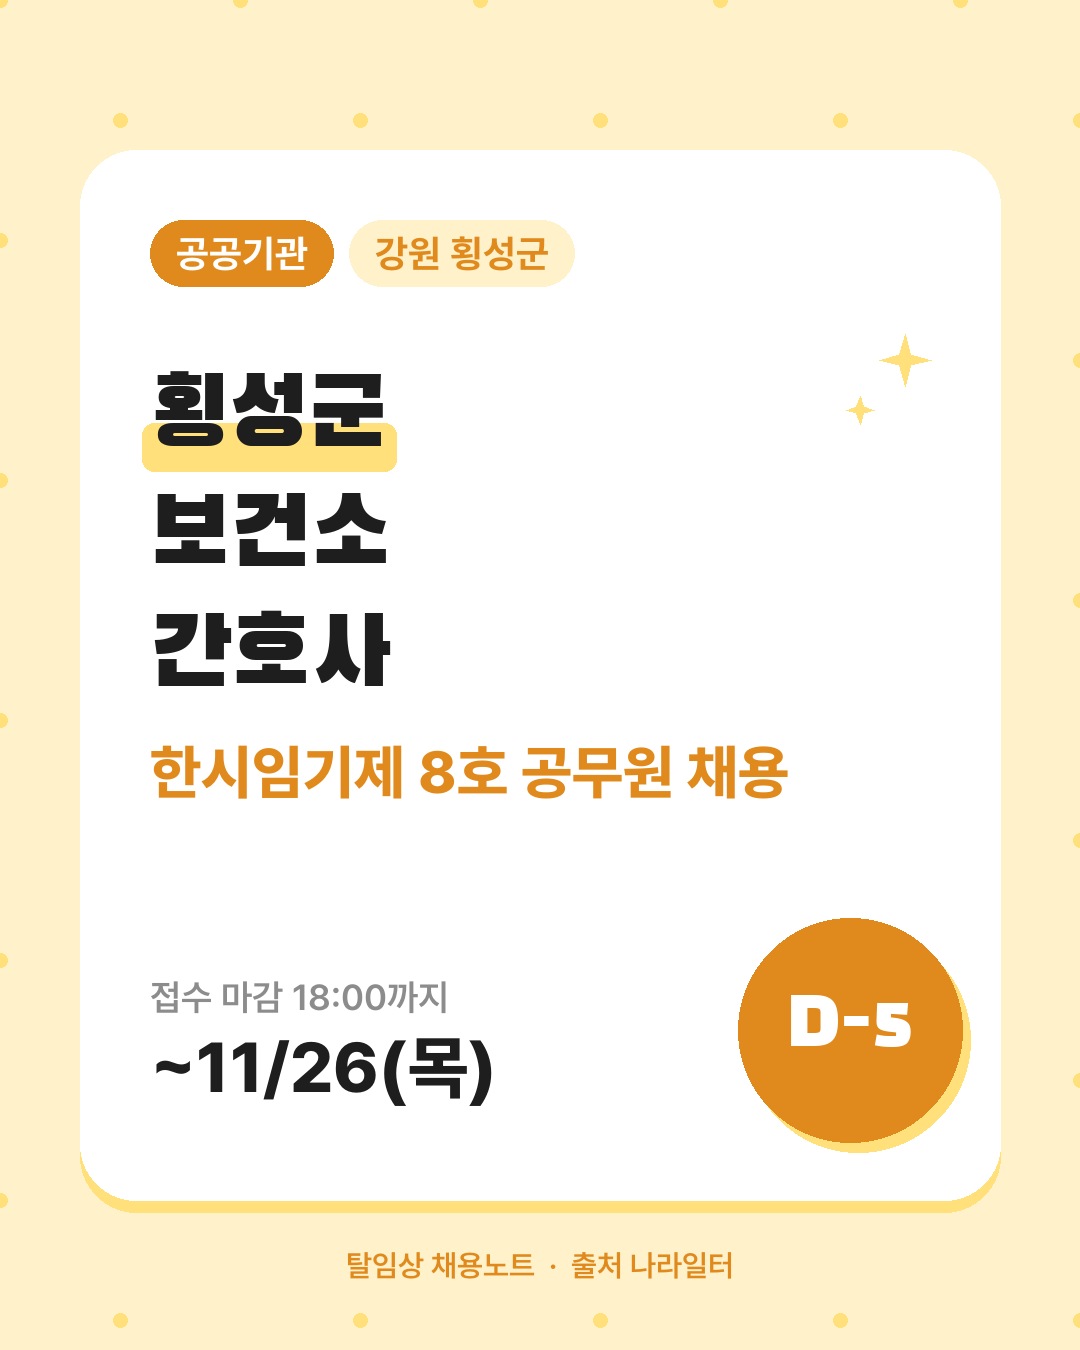 공공기관 강원 횡성군
횡성군
보건소
간호사
한시임기제 8호 공무원 채용
접수 마감 18:00까지
~11/26(목)
D-5
탈임상 채용노트 · 출처 나라일터